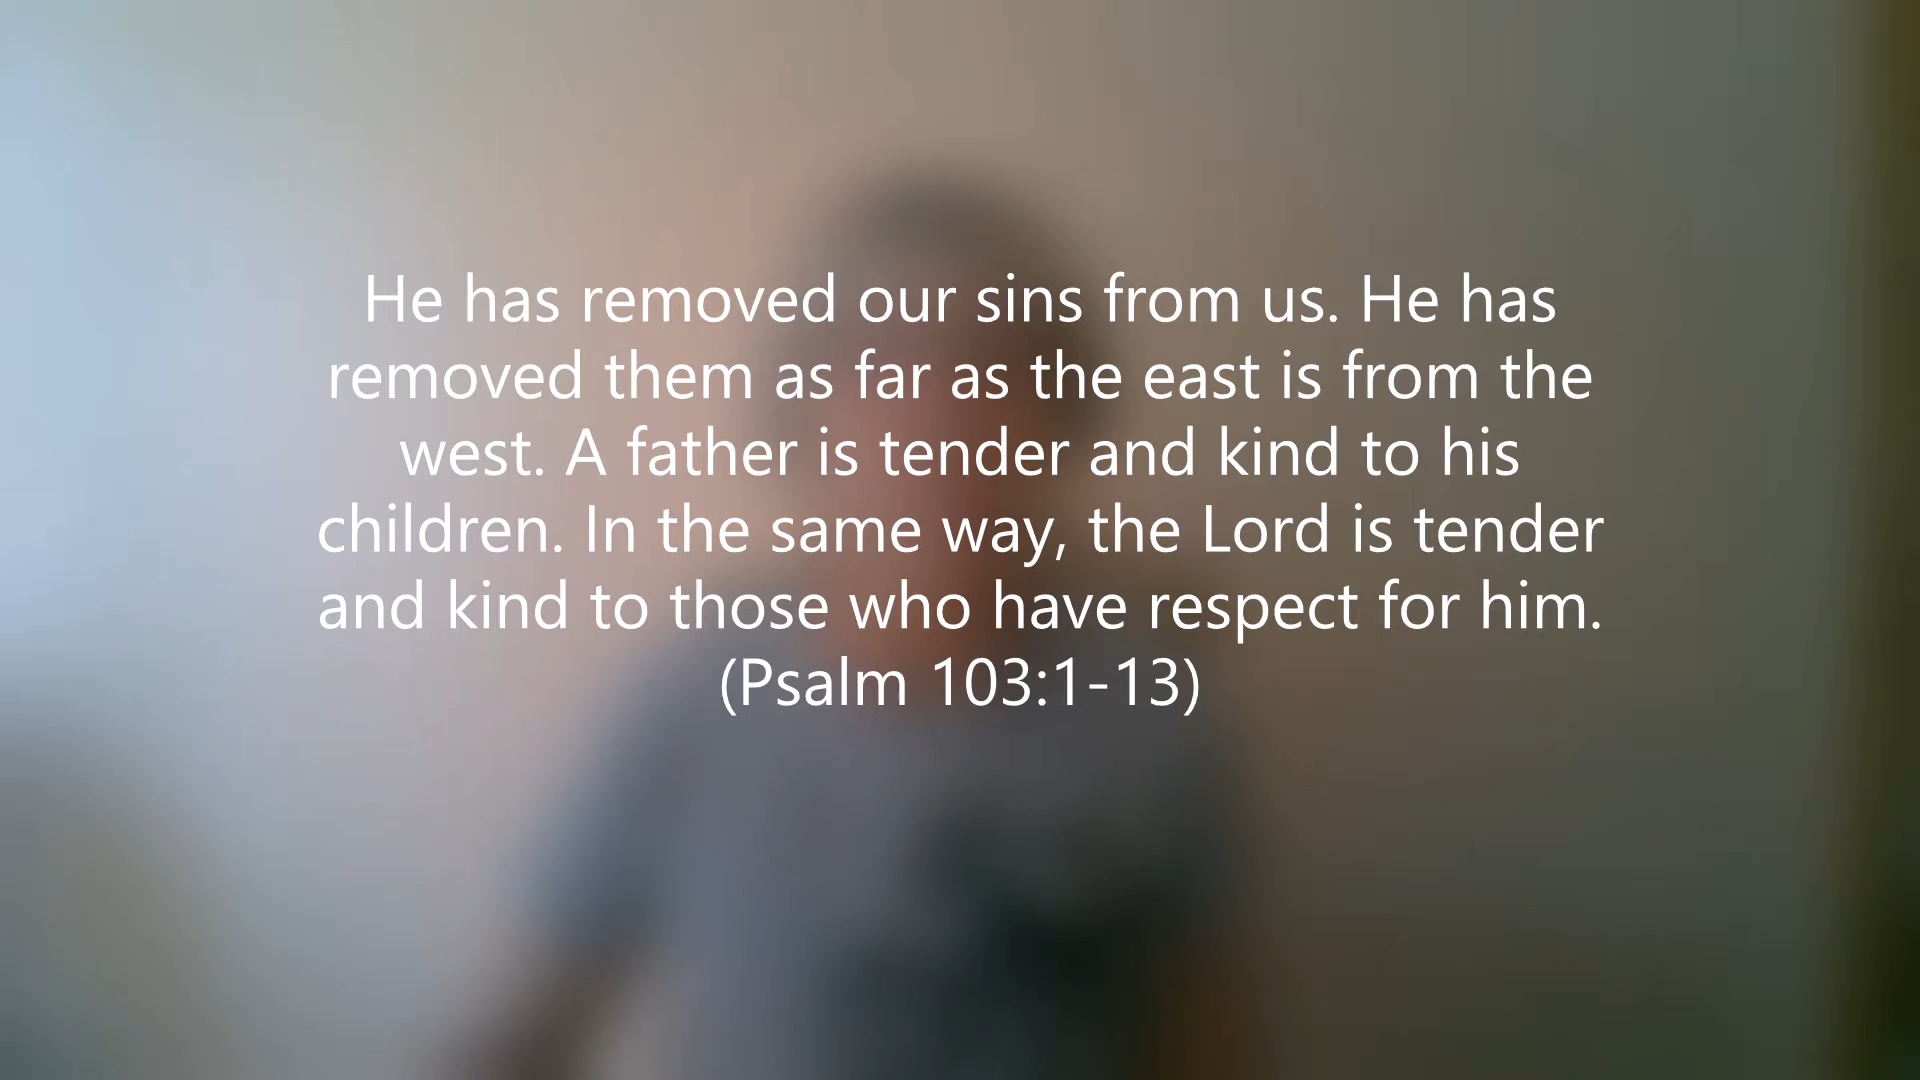 He has removed our sins from us. He has
removed them as far as the east is from the
west. A father is tender and kind to his
children. In the same way, the Lord is tender
and kind to those who have respect for him.
(Psalm 103:1-13)